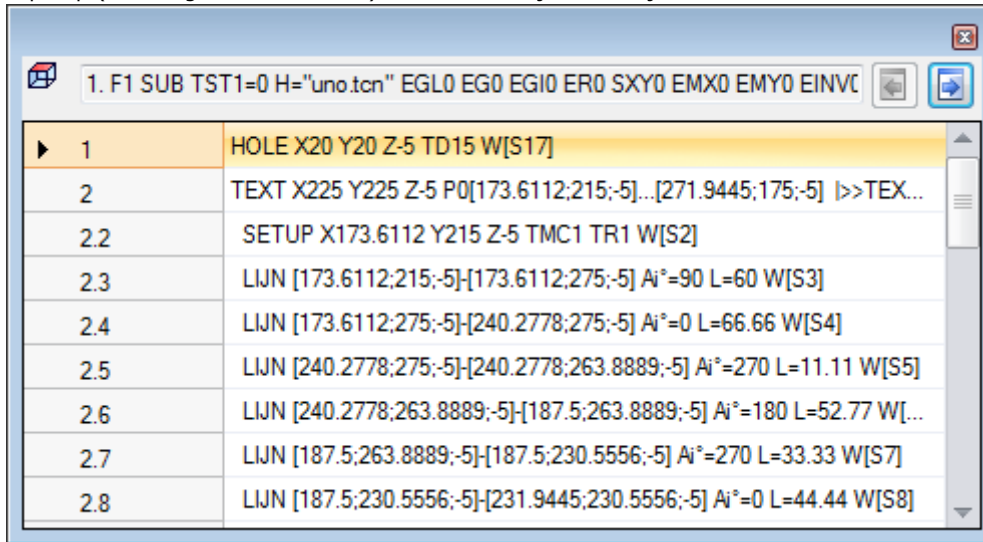 1. F1 SUB TST1=0 H="uno.tcn" EGL0 EG0 EGI0 ER0 SXY0 EMX0 EMY0 EINV0
1 HOLE X20 Y20 Z-5 TD15 W[S17]
2 TEXT X225 Y225 Z-5 P0[173.6112;215;-5]...[271.9445;175;-5] |>>TEX...
2.2 SETUP X173.6112 Y215 Z-5 TMC1 TR1 W[S2]
2.3 LIJN [173.6112;215;-5]-[173.6112;275;-5] Ai°=90 L=60 W[S3]
2.4 LIJN [173.6112;275;-5]-[240.2778;275;-5] Ai°=0 L=66.66 W[S4]
2.5 LIJN [240.2778;275;-5]-[240.2778;263.8889;-5] Ai°=270 L=11.11 W[S5]
2.6 LIJN [240.2778;263.8889;-5]-[187.5;263.8889;-5] Ai°=180 L=52.77 W[...
2.7 LIJN [187.5;263.8889;-5]-[187.5;230.5556;-5] Ai°=270 L=33.33 W[S7]
2.8 LIJN [187.5;230.5556;-5]-[231.9445;230.5556;-5] Ai°=0 L=44.44 W[S8]